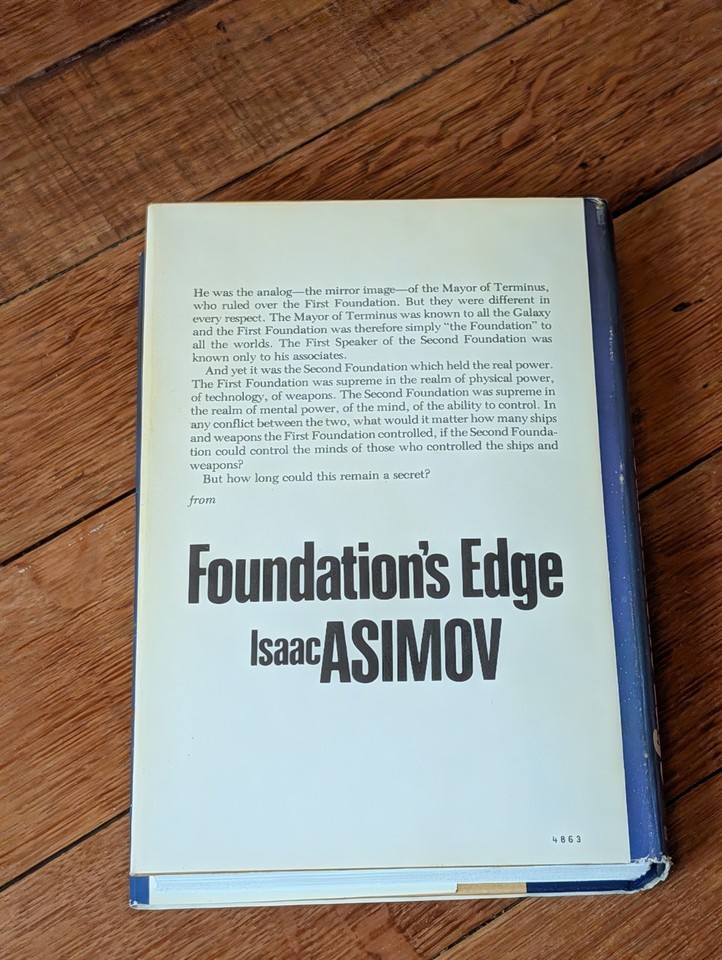 He was the analog—the mirror image—of the Mayor of Terminus,
who ruled over the First Foundation. But they were different in
every respect. The Mayor of Terminus was known to all the Galaxy
and the First Foundation was therefore simply "the Foundation" to
all the worlds. The First Speaker of the Second Foundation was
known only to his associates.
And yet it was the Second Foundation which held the real power.
The First Foundation was supreme in the realm of physical power,
of technology, of weapons. The Second Foundation was supreme in
the realm of mental power, of the mind, of the ability to control. In
any conflict between the two, what would it matter how many ships
and weapons the First Foundation controlled, if the Second Founda-
tion could control the minds of those who controlled the ships and
weapons?
But how long could this remain a secret?
from
Foundation's Edge
Isaac ASIMOV
4863